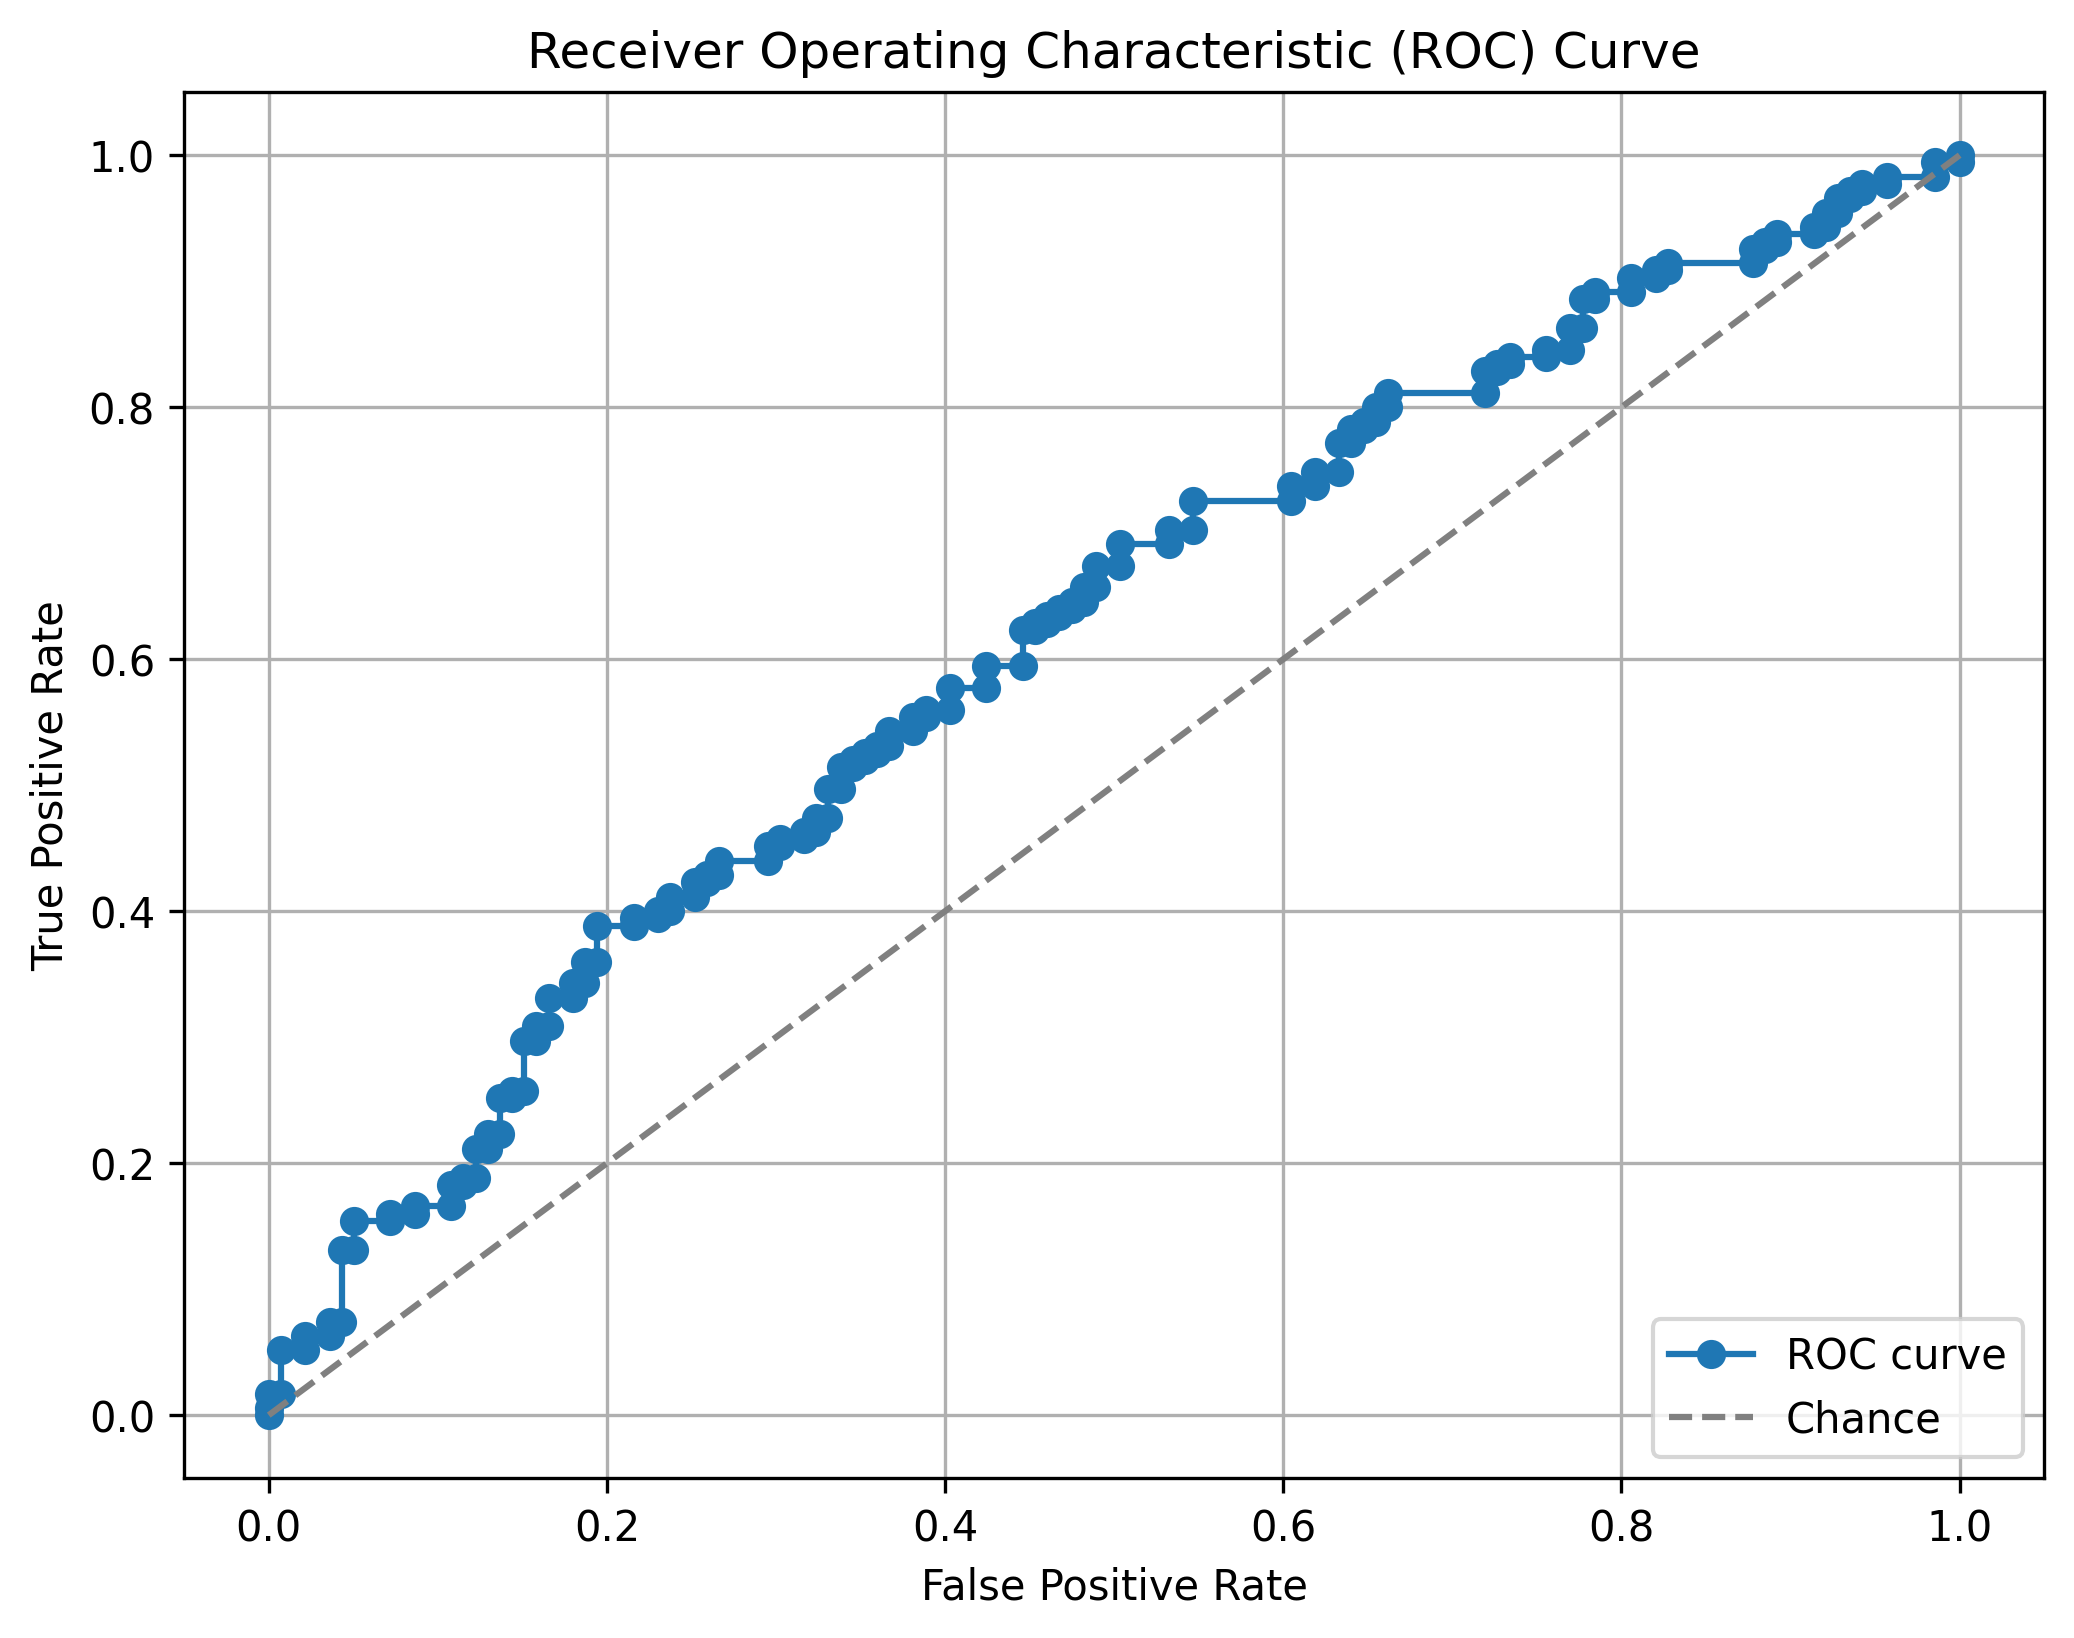 Receiver Operating Characteristic (ROC) Curve
1.0
0.8
0.6
0.4
0.2
0.0
True Positive Rate
ROC curve
Chance
0.0 0.2 0.4 0.6 0.8 1.0
False Positive Rate